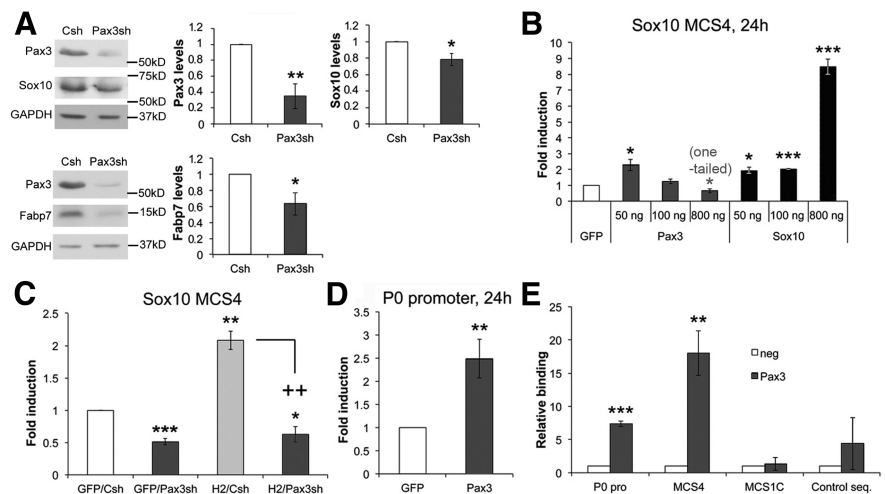 A
Csh Pax3sh
Pax3
50kD
75kD
Sox10
50kD
GAPDH
37kD
Pax3 levels
1.2
1
0.8
0.6
0.4
0.2
0
**
Csh Pax3sh
Sox10 levels
1.2
1
0.8
0.6
0.4
0.2
0
*
Csh Pax3sh
Csh Pax3sh
Pax3
50kD
Fabp7
15kD
GAPDH
37kD
Fabp7 levels
1.2
1
0.8
0.6
0.4
0.2
0
*
Csh Pax3sh
B
Sox10 MCS4, 24h
Fold induction
10
9
8
7
6
5
4
3
2
1
0
*
(one
-tailed)
*
*
***
***
50 ng 100 ng 800 ng 50 ng 100 ng 800 ng
GFP Pax3 Sox10
C
Sox10 MCS4
Fold induction
2.5
2
1.5
1
0.5
0
***
**
++
*
GFP/Csh GFP/Pax3sh H2/Csh H2/Pax3sh
D
P0 promoter, 24h
Fold induction
3.5
3
2.5
2
1.5
1
0.5
0
**
GFP Pax3
E
Relative binding
25
20
15
10
5
0
***
**
neg
Pax3
P0 pro MCS4 MCS1C Control seq.